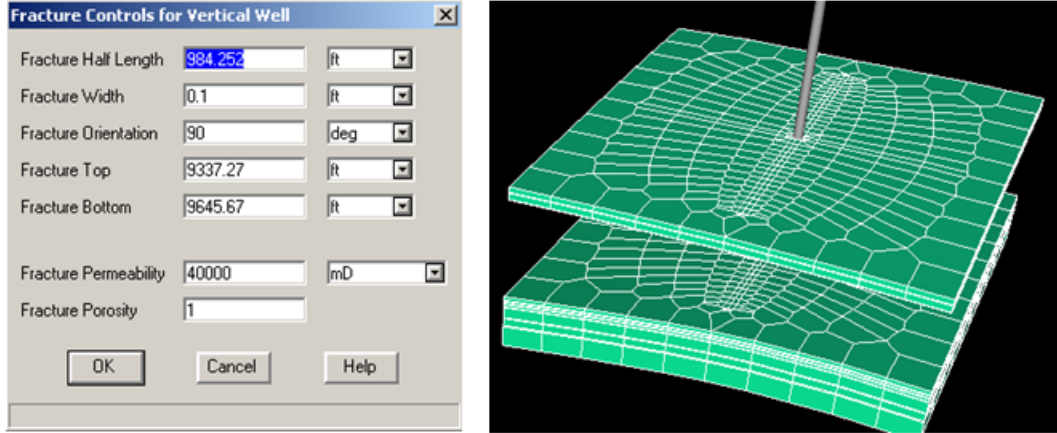 Fracture Controls for Vertical Well
Fracture Half Length 984.252 ft
Fracture Width 0.1 ft
Fracture Orientation 90 deg
Fracture Top 9337.27 ft
Fracture Bottom 9645.67 ft
Fracture Permeability 40000 mD
Fracture Porosity 1
OK Cancel Help